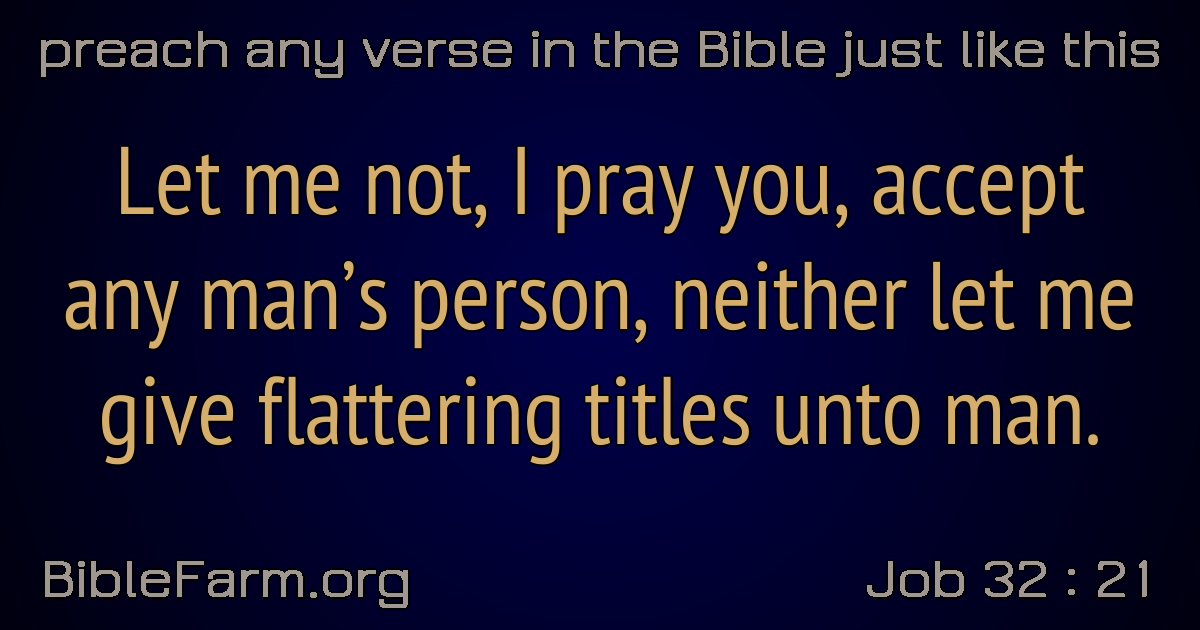 preach any verse in the Bible just like this
Let me not, I pray you, accept
any man’s person, neither let me
give flattering titles unto man.
BibleFarm.org
Job 32 : 21